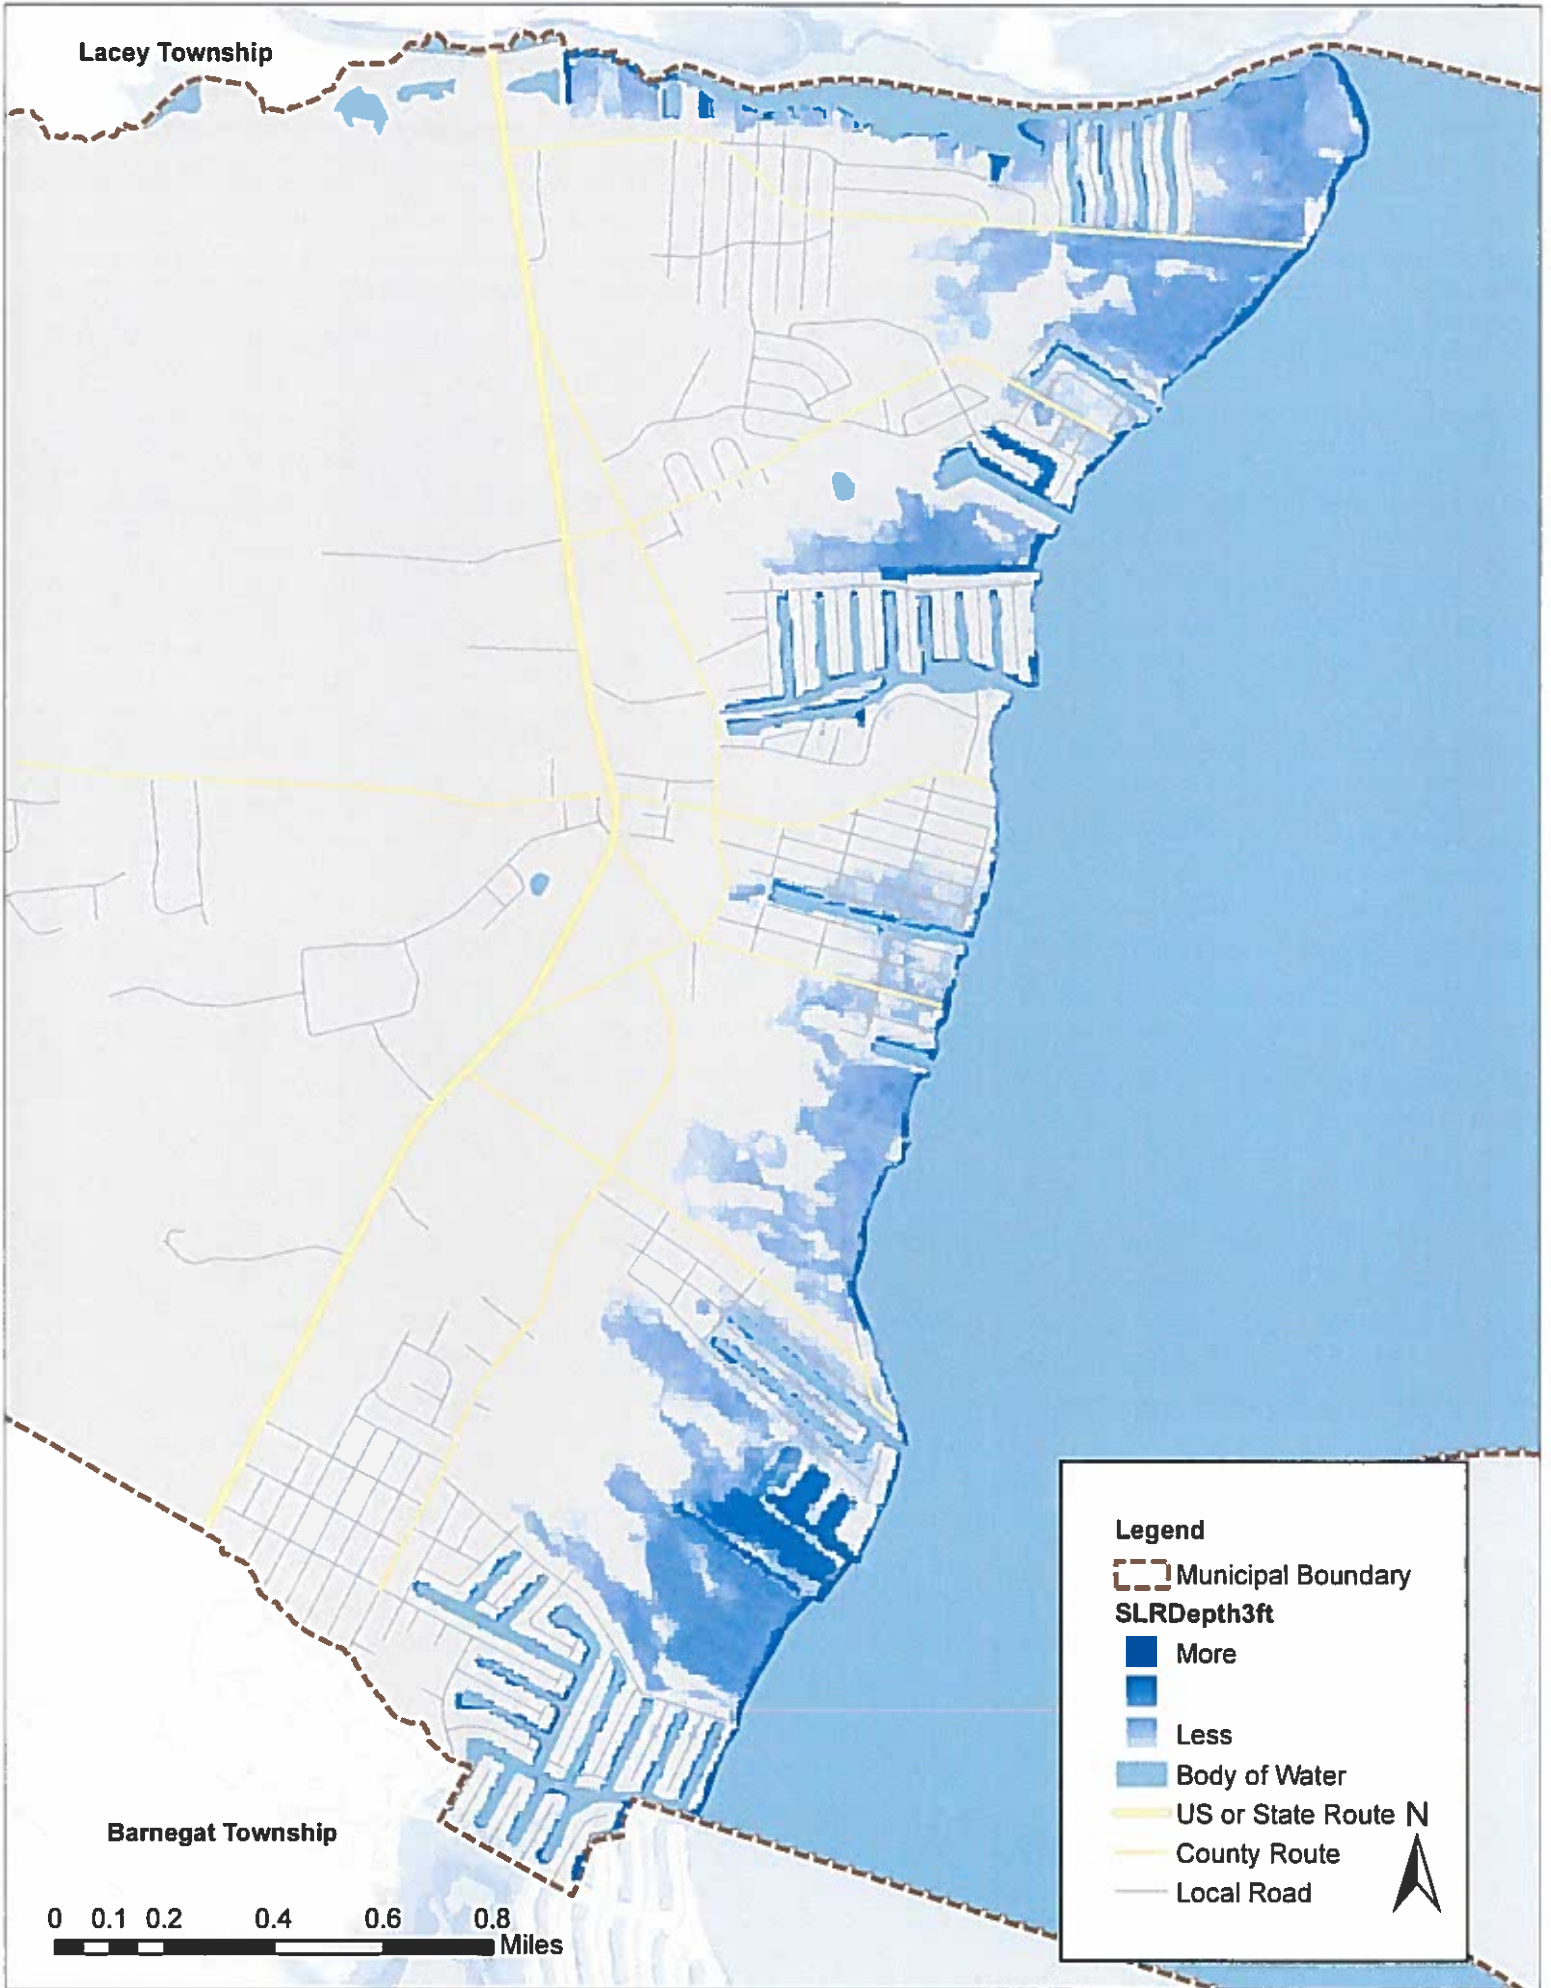 Lacey Township
Legend
Municipal Boundary
SLRDepth3ft
More
Less
Body of Water
US or State Route N
County Route
Local Road
Barnegat Township
0 0.1 0.2 0.4 0.6 0.8
Miles